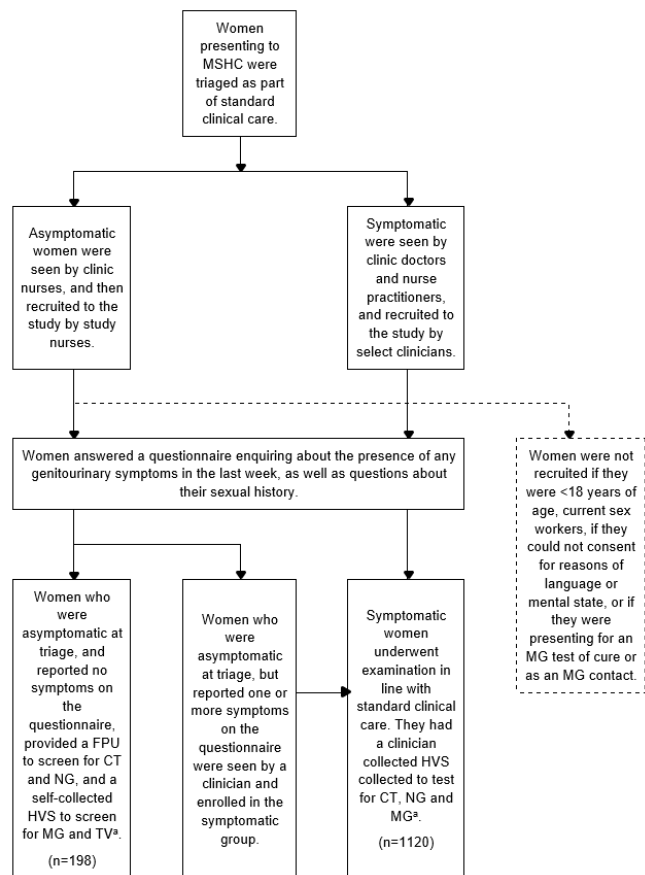 Women
presenting to
MSHC were
triaged as part
of standard
clinical care.
Asymptomatic
women were
seen by clinic
nurses, and then
recruited to the
study by study
nurses.
Symptomatic
were seen by
clinic doctors
and nurse
practitioners,
and recruited to
the study by
select clinicians.
Women answered a questionnaire enquiring about the presence of any
genitourinary symptoms in the last week, as well as questions about
their sexual history.
Women were not
recruited if they
were <18 years of
age, current sex
workers, if they
could not consent
for reasons of
language or
mental state, or if
they were
presenting for an
MG test of cure or
as an MG contact.
Women who
were
asymptomatic at
triage, and
reported no
symptoms on
the
questionnaire,
provided a FPU
to screen for CT
and NG, and a
self-collected
HVS to screen
for MG and TVª.
(n=198)
Women who
were
asymptomatic
at triage, but
reported one or
more symptoms
on the
questionnaire
were seen by a
clinician and
enrolled in the
symptomatic
group.
Symptomatic
women
underwent
examination in
line with
standard clinical
care. They had
a clinician
collected HVS
collected to test
for CT, NG and
MGª.
(n=1120)